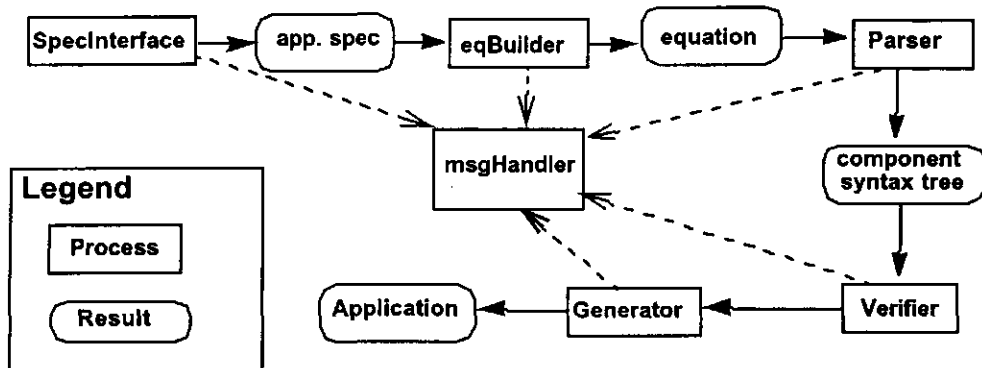 SpecInterface
app. spec
eqBuilder
equation
Parser
msgHandler
component
syntax tree
Legend
Process
Result
Application
Generator
Verifier